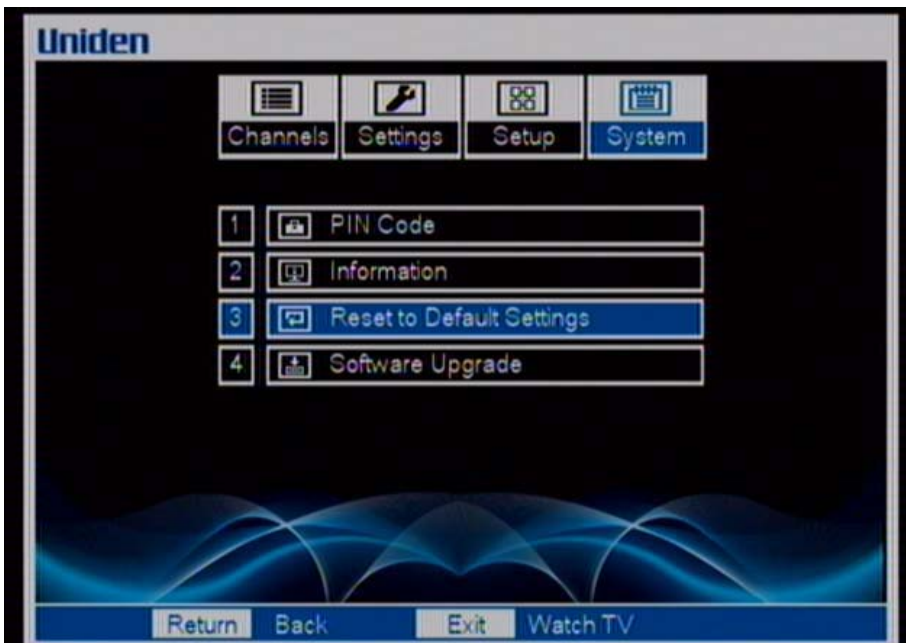 Uniden
Channels Settings Setup System
1 PIN Code
2 Information
3 Reset to Default Settings
4 Software Upgrade
Return Back Exit Watch TV